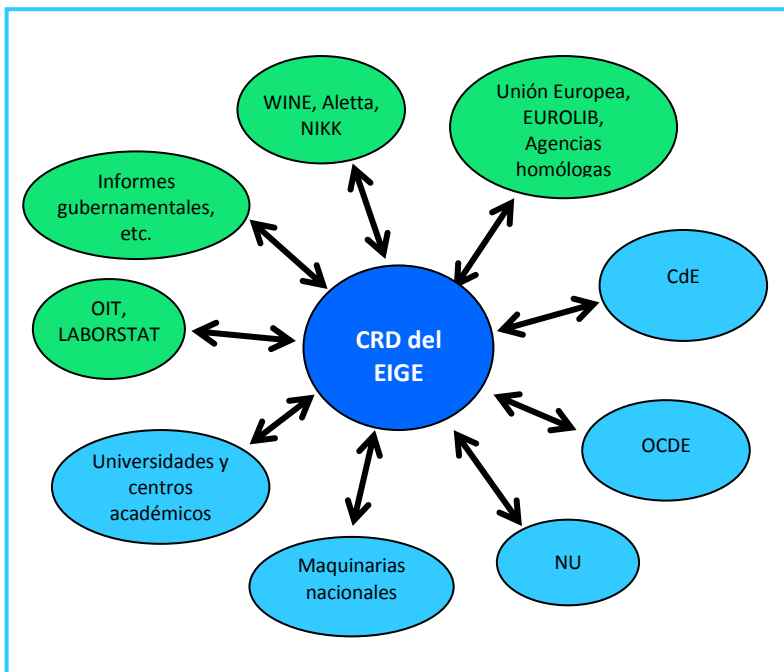 WINE, Aletta,
NIKK
Unión Europea,
EUROLIB,
Agencias
homólogas
Informes
gubernamentales,
etc.
CdE
OIT,
LABORSTAT
CRD del
EIGE
OCDE
Universidades y
centros
académicos
NU
Maquinarias
nacionales